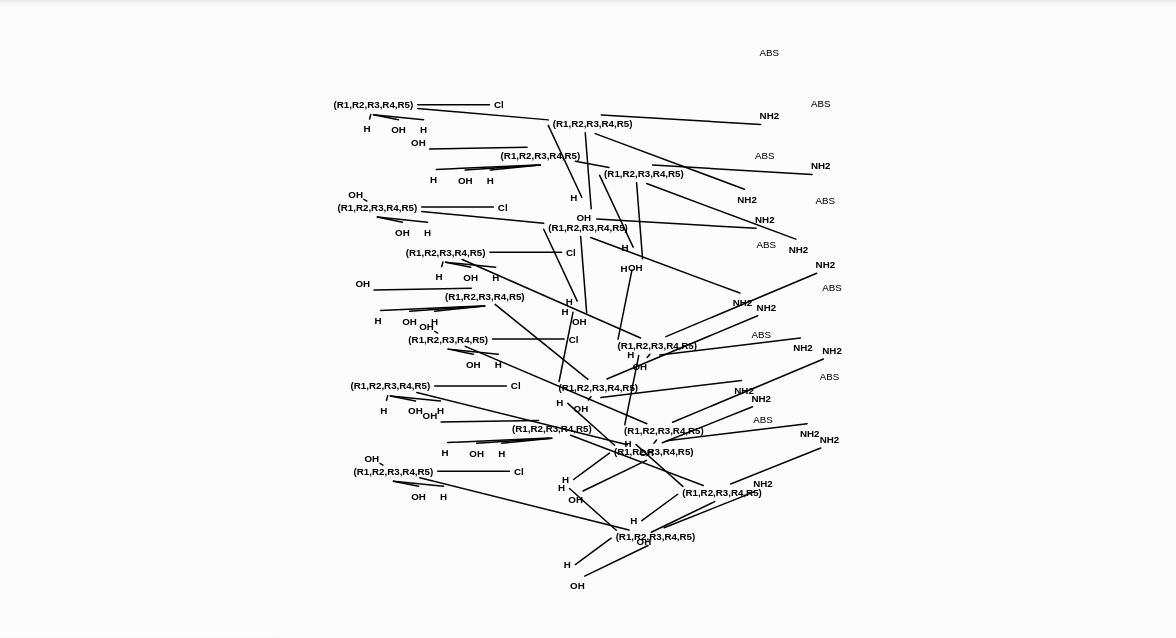 ABS
(R1,R2,R3,R4,R5) Cl ABS
NH2
(R1,R2,R3,R4,R5)
H OH H
OH
(R1,R2,R3,R4,R5) ABS
NH2
(R1,R2,R3,R4,R5)
H OH H
OH H NH2 ABS
(R1,R2,R3,R4,R5) Cl
OH NH2
(R1,R2,R3,R4,R5)
OH H
H ABS
(R1,R2,R3,R4,R5) Cl NH2
H OH NH2
H OH H
OH ABS
(R1,R2,R3,R4,R5)
H NH2
H NH2
H OH H OH
OH
(R1,R2,R3,R4,R5) Cl ABS
(R1,R2,R3,R4,R5) NH2
H NH2
OH H OH
ABS
(R1,R2,R3,R4,R5) Cl (R1,R2,R3,R4,R5)
NH2
NH2
H OH H H OH
OH ABS
(R1,R2,R3,R4,R5) (R1,R2,R3,R4,R5) NH2
H NH2
H OH H (R1,R2,R3,R4,R5)
OH
OH
(R1,R2,R3,R4,R5) Cl
H NH2
H
OH H OH (R1,R2,R3,R4,R5)
H
(R1,R2,R3,R4,R5)
OH
H
OH